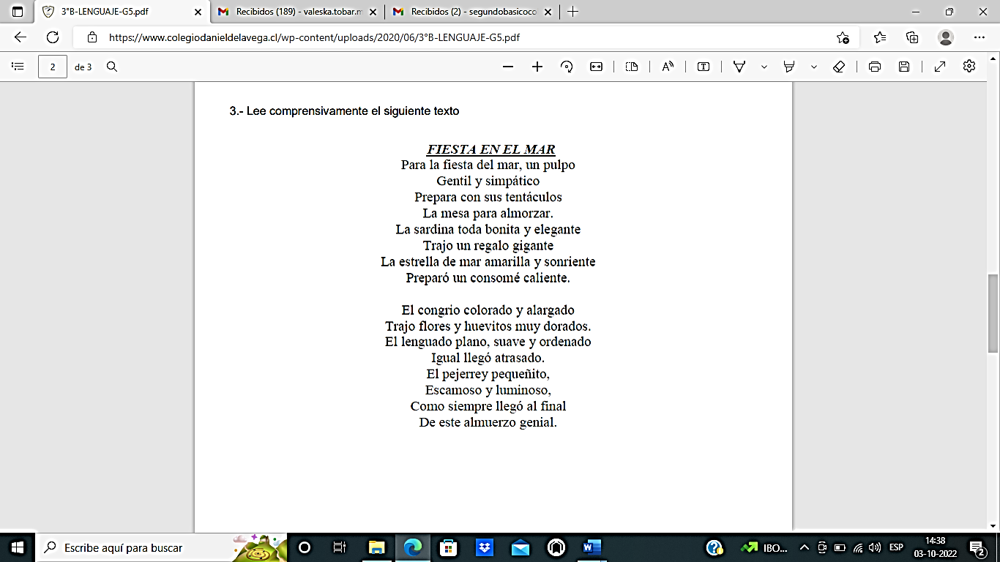 3°B-LENGUAJE-G5.pdf
Recibidos (189) - valeska.tobar.m
Recibidos (2) - segundobasicoco
https://www.colegiodanieldelavega.cl/wp-content/uploads/2020/06/3°B-LENGUAJE-G5.pdf
2 de 3
3.- Lee comprensivamente el siguiente texto
FIESTA EN EL MAR
Para la fiesta del mar, un pulpo
Gentil y simpático
Prepara con sus tentáculos
La mesa para almorzar.
La sardina toda bonita y elegante
Trajo un regalo gigante
La estrella de mar amarilla y sonriente
Preparó un consomé caliente.
El congrio colorado y alargado
Trajo flores y huevitos muy dorados.
El lenguado plano, suave y ordenado
Igual llegó atrasado.
El pejerrey pequeñito,
Escamoso y luminoso,
Como siempre llegó al final
De este almuerzo genial.
Escribe aquí para buscar
IBO...
ESP
14:38
03-10-2022
2